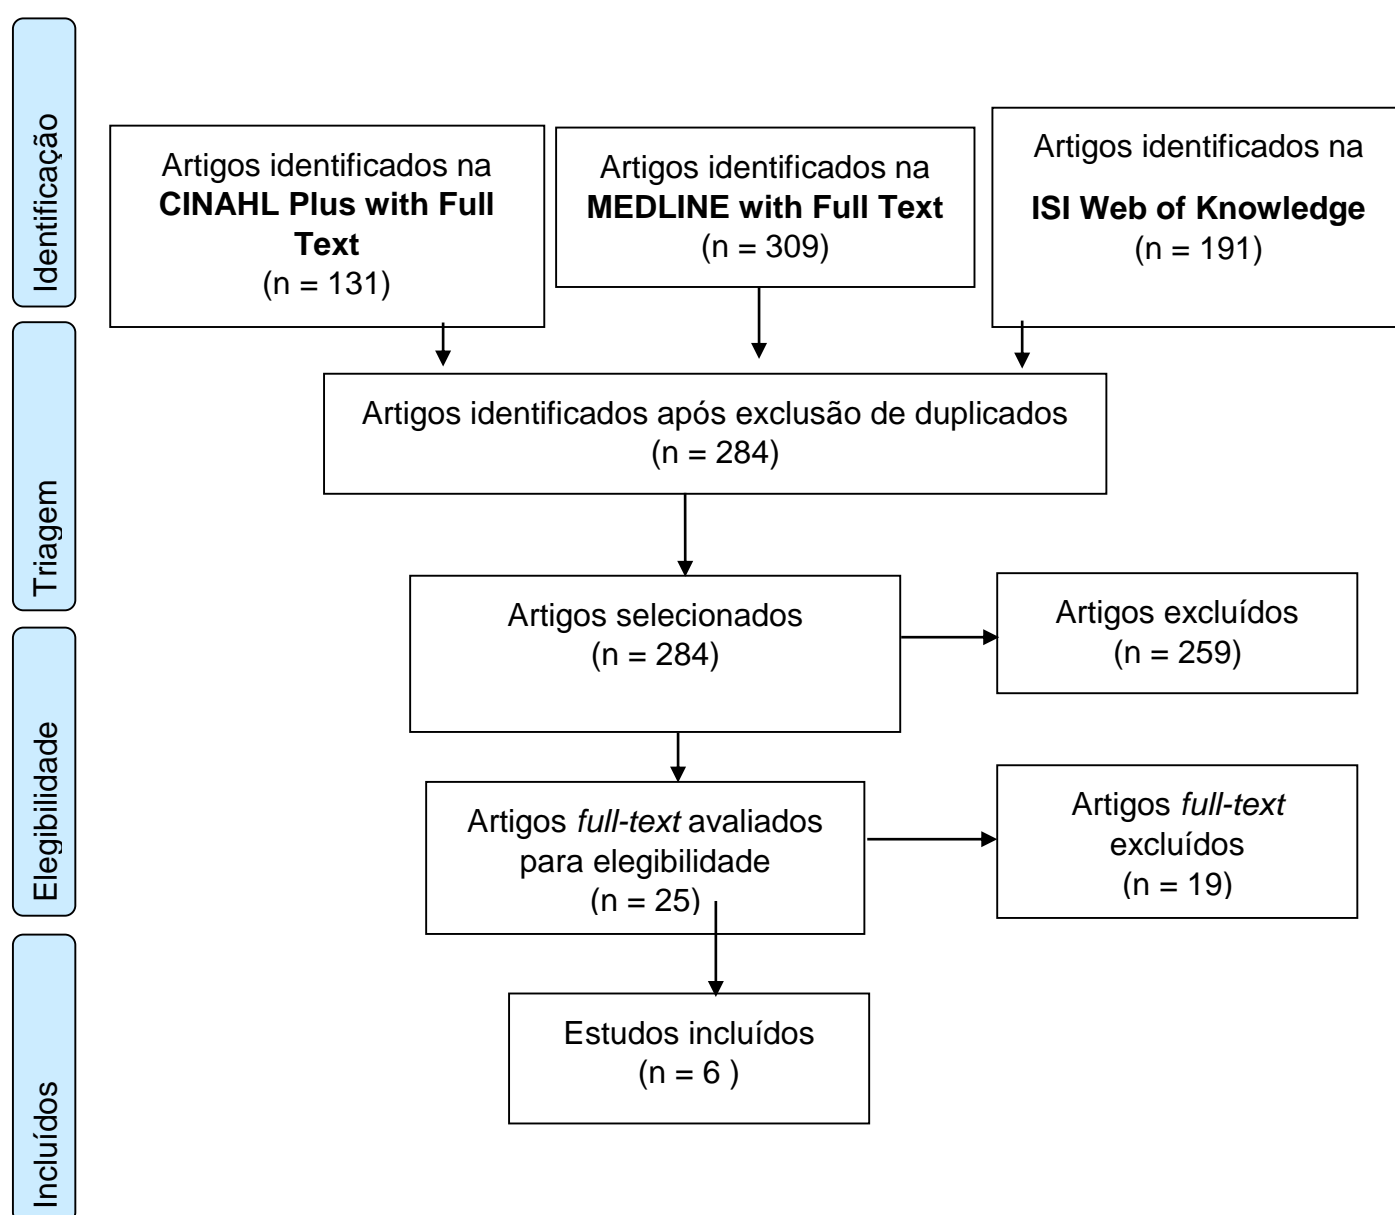 Identificação
Artigos identificados na
CINAHL Plus with Full
Text
(n = 131)
Artigos identificados na
MEDLINE with Full Text
(n = 309)
Artigos identificados na
ISI Web of Knowledge
(n = 191)
Triagem
Artigos identificados após exclusão de duplicados
(n = 284)
Artigos selecionados
(n = 284)
Artigos excluídos
(n = 259)
Elegibilidade
Artigos full-text avaliados
para elegibilidade
(n = 25)
Artigos full-text
excluídos
(n = 19)
Incluídos
Estudos incluídos
(n = 6 )